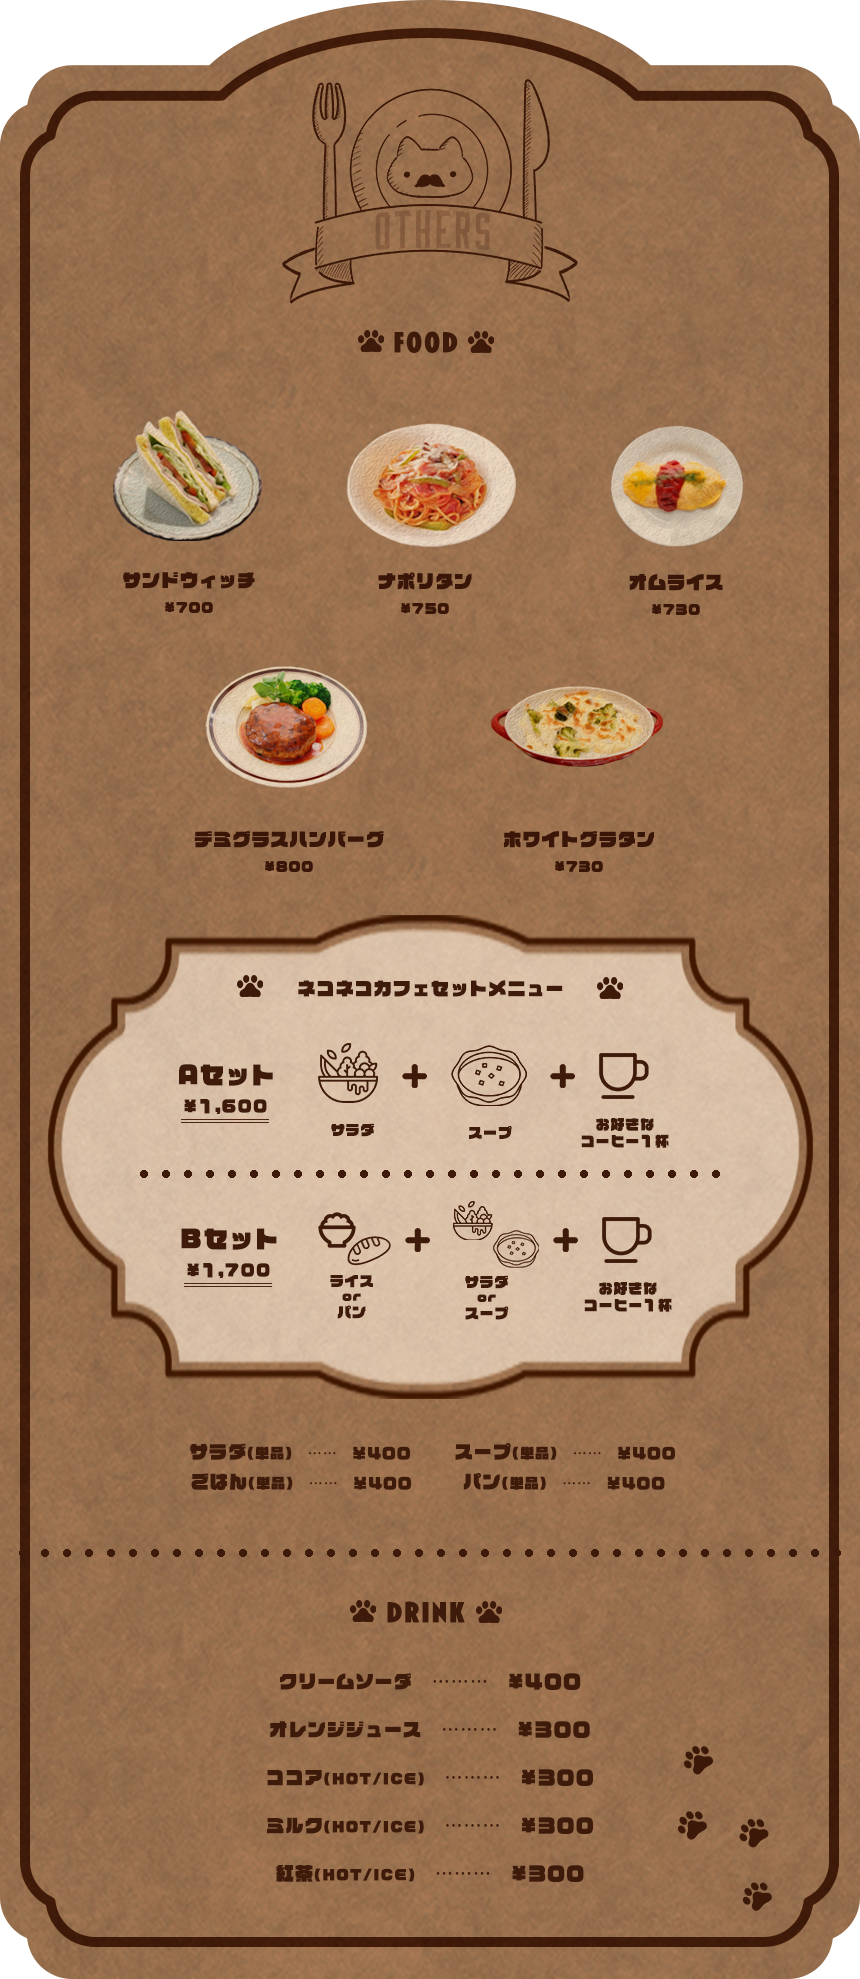 OTHERS
FOOD
サンドウィッチ
¥700
ナポリタン
¥750
オムライス
¥730
デミグラスハンバーグ
¥800
ホワイトグラタン
¥730
ネコネコカフェセットメニュー
Aセット
¥1,600
サラダ
+
スープ
+
お好きな
コーヒー1杯
Bセット
¥1,700
ライス
or
パン
+
サラダ
or
スープ
+
お好きな
コーヒー1杯
サラダ(単品) …… ¥400 スープ(単品) …… ¥400
ごはん(単品) …… ¥400 パン(単品) …… ¥400
DRINK
クリームソーダ ……… ¥400
オレンジジュース ……… ¥300
ココア(HOT/ICE) ……… ¥300
ミルク(HOT/ICE) ……… ¥300
紅茶(HOT/ICE) ……… ¥300